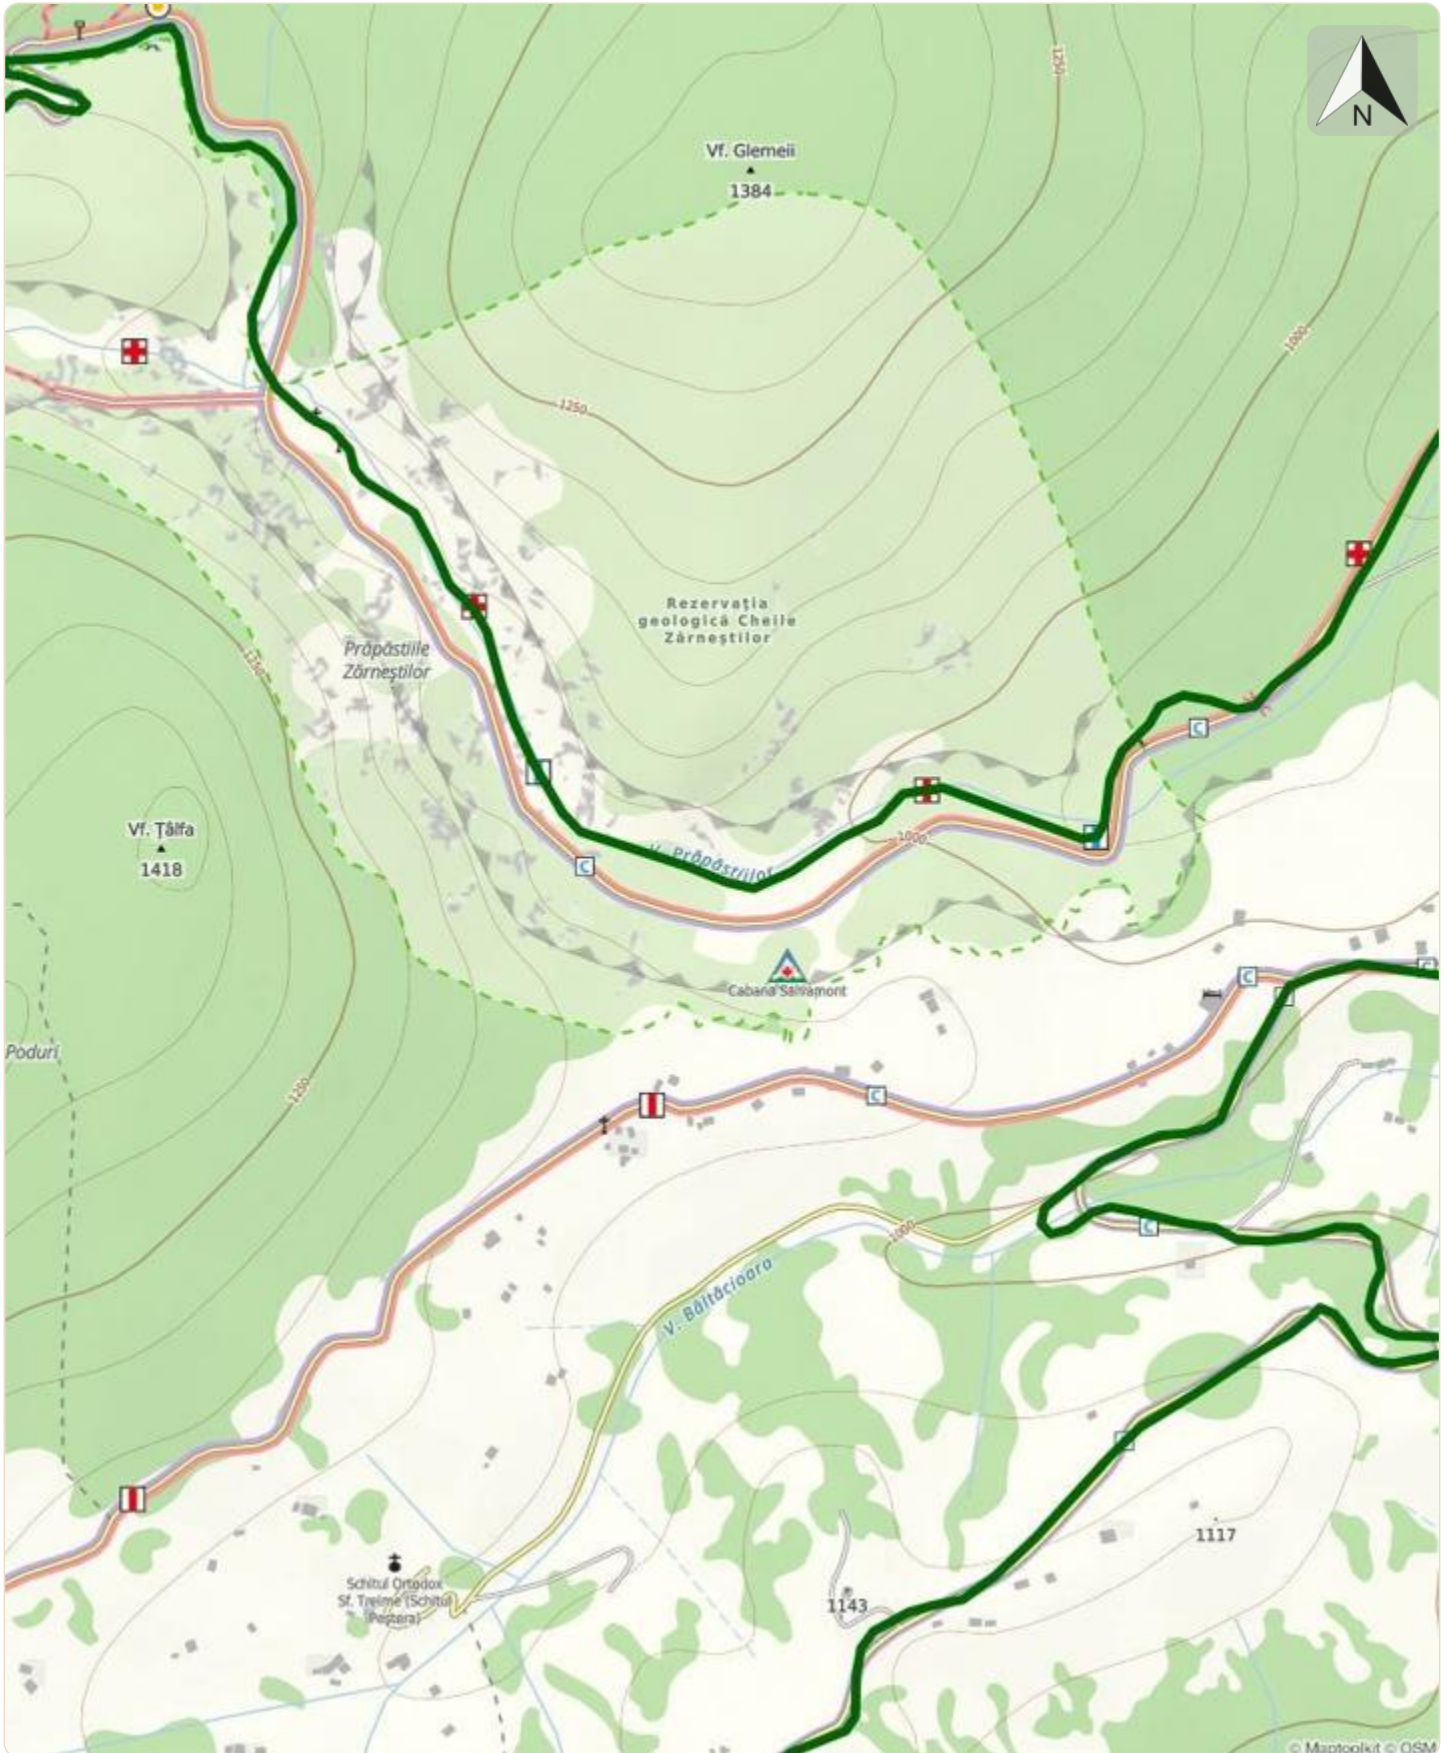 N
1250
Vf. Glemeii
1384
1000
1250
Rezervația
geologică Cheile
Zărneștilor
Prăpăstiile
Zărneștilor
1250
Vf. Țâlfa
1418
C
1000
V. Prăpăstiilor
C
Cabana Salvamont
C
C
Poduri
1250
C
1000
C
V. Băltăcioara
1117
Schitul Ortodox
Sf. Treime (Schitul
Peștera)
1143
© Maptoolkit © OSM